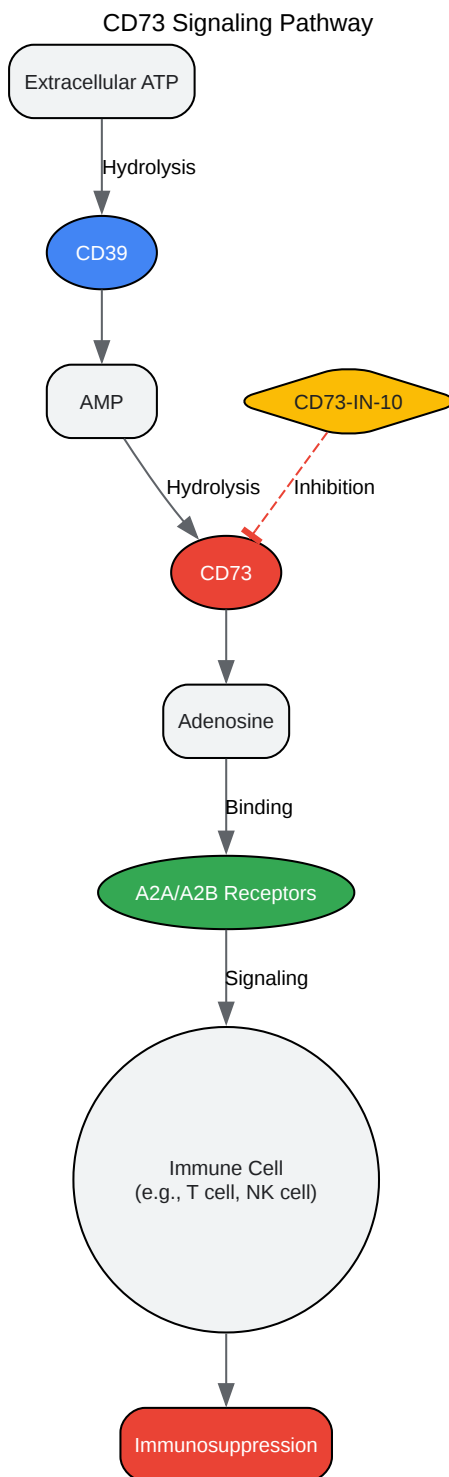 CD73 Signaling Pathway
Extracellular ATP
Hydrolysis
CD39
AMP
CD73-IN-10
Hydrolysis
Inhibition
CD73
Adenosine
Binding
A2A/A2B Receptors
Signaling
Immune Cell
(e.g., T cell, NK cell)
Immunosuppression